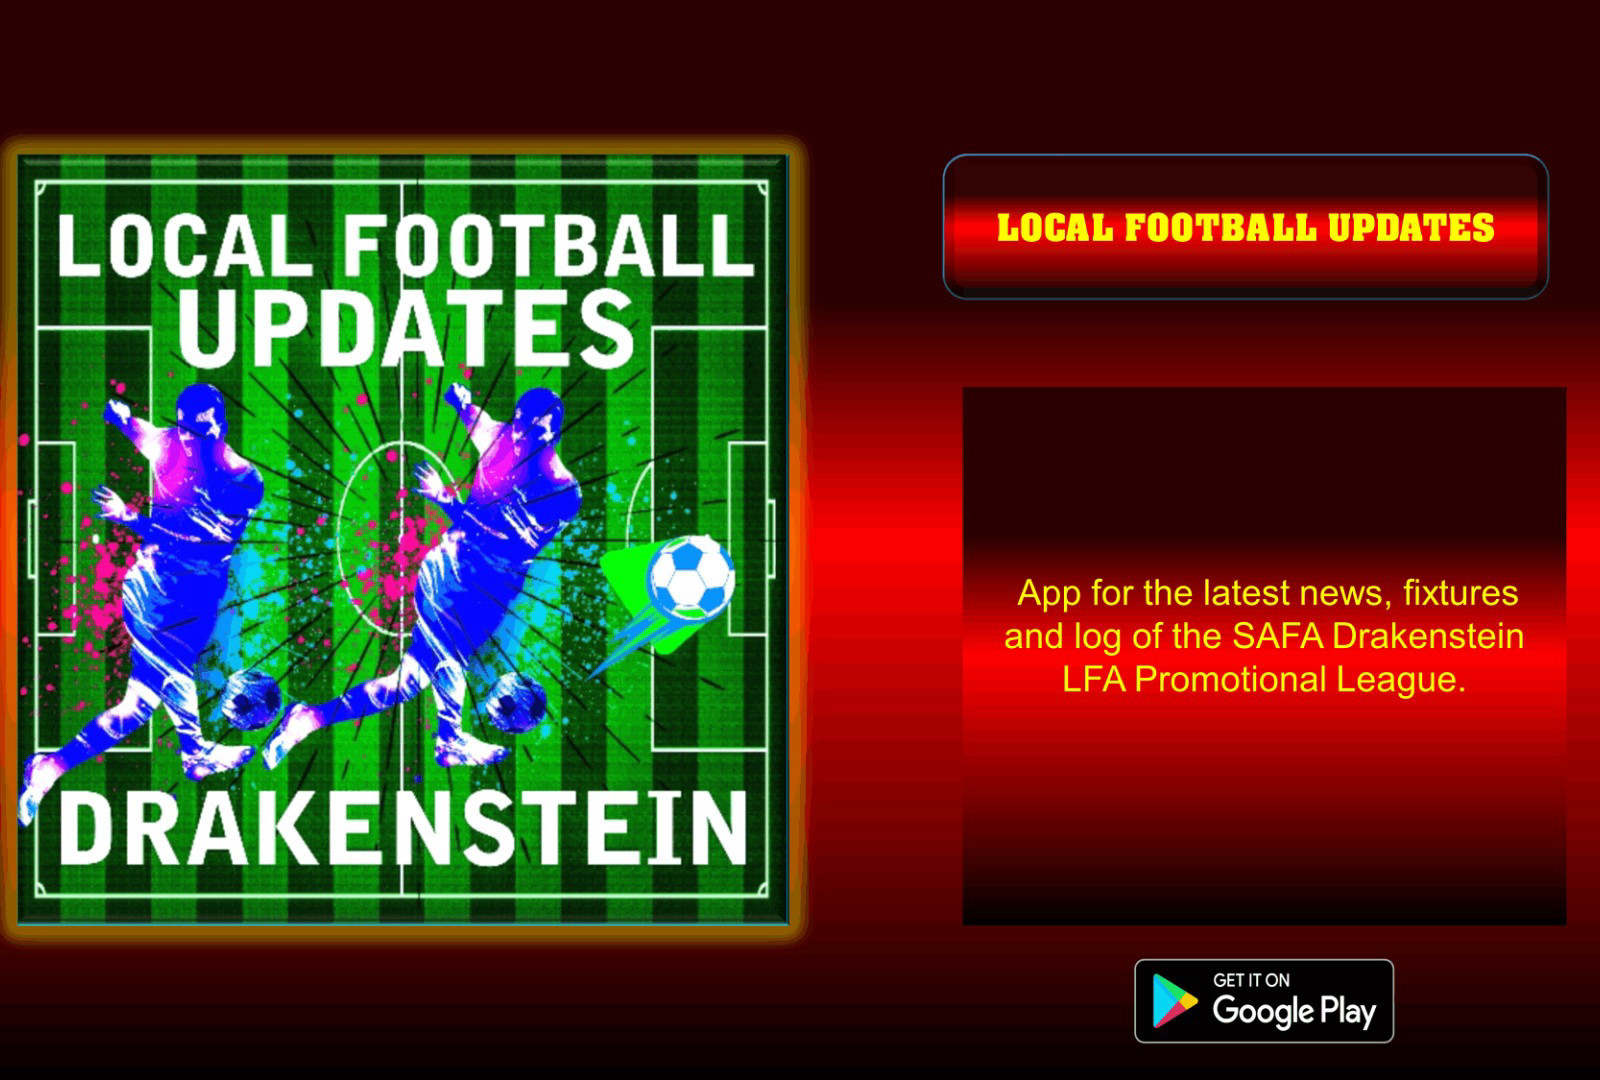 LOCAL FOOTBALL
UPDATES
DRAKENSTEIN
LOCAL FOOTBALL UPDATES
App for the latest news, fixtures
and log of the SAFA Drakenstein
LFA Promotional League.
GET IT ON
Google Play